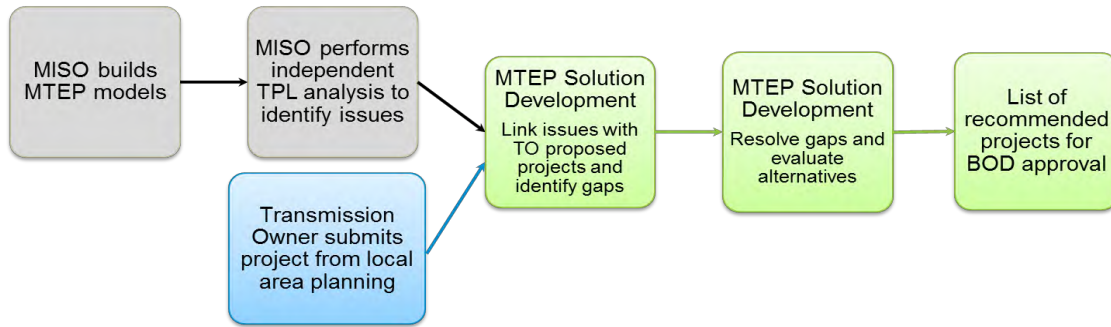 MISO builds
MTEP models
MISO performs
independent
TPL analysis to
identify issues
Transmission
Owner submits
project from local
area planning
MTEP Solution
Development
Link issues with
TO proposed
projects and
identify gaps
MTEP Solution
Development
Resolve gaps and
evaluate
alternatives
List of
recommended
projects for
BOD approval